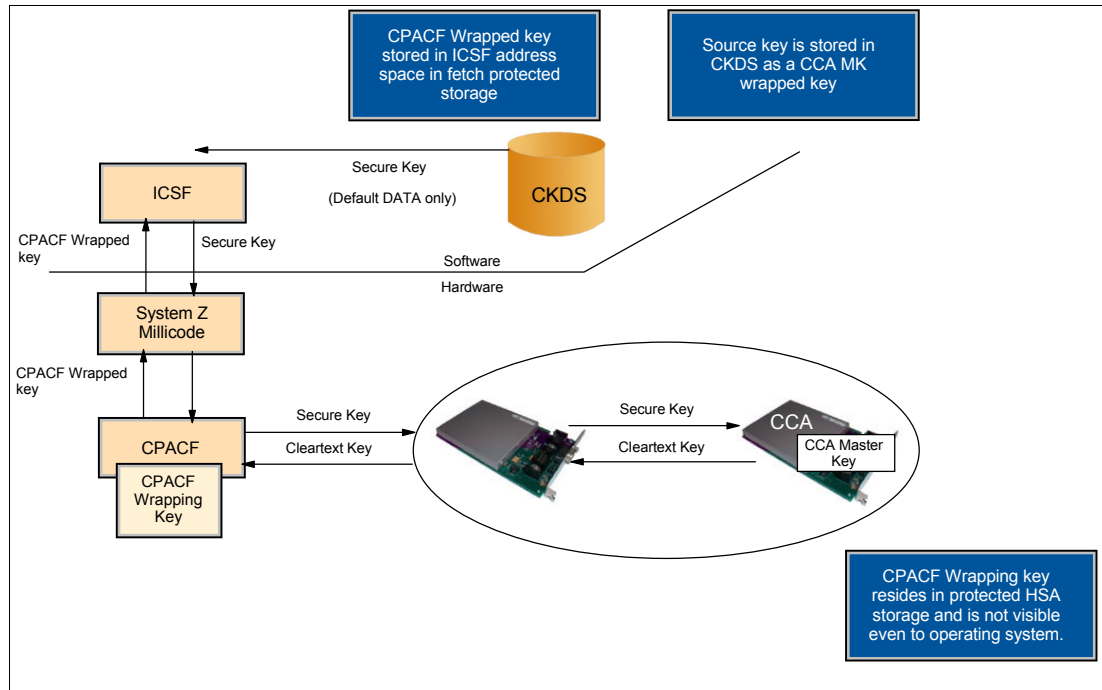 CPACF Wrapped key
stored in ICSF address
space in fetch protected
storage
Source key is stored in
CKDS as a CCA MK
wrapped key
Secure Key
(Default DATA only)
CKDS
ICSF
CPACF Wrapped
key
Secure Key
Software
Hardware
System Z
Millicode
CPACF Wrapped
key
Secure Key
Cleartext Key
CPACF
CPACF
Wrapping
Key
Secure Key
Cleartext Key
CCA
CCA Master
Key
CPACF Wrapping key
resides in protected HSA
storage and is not visible
even to operating system.